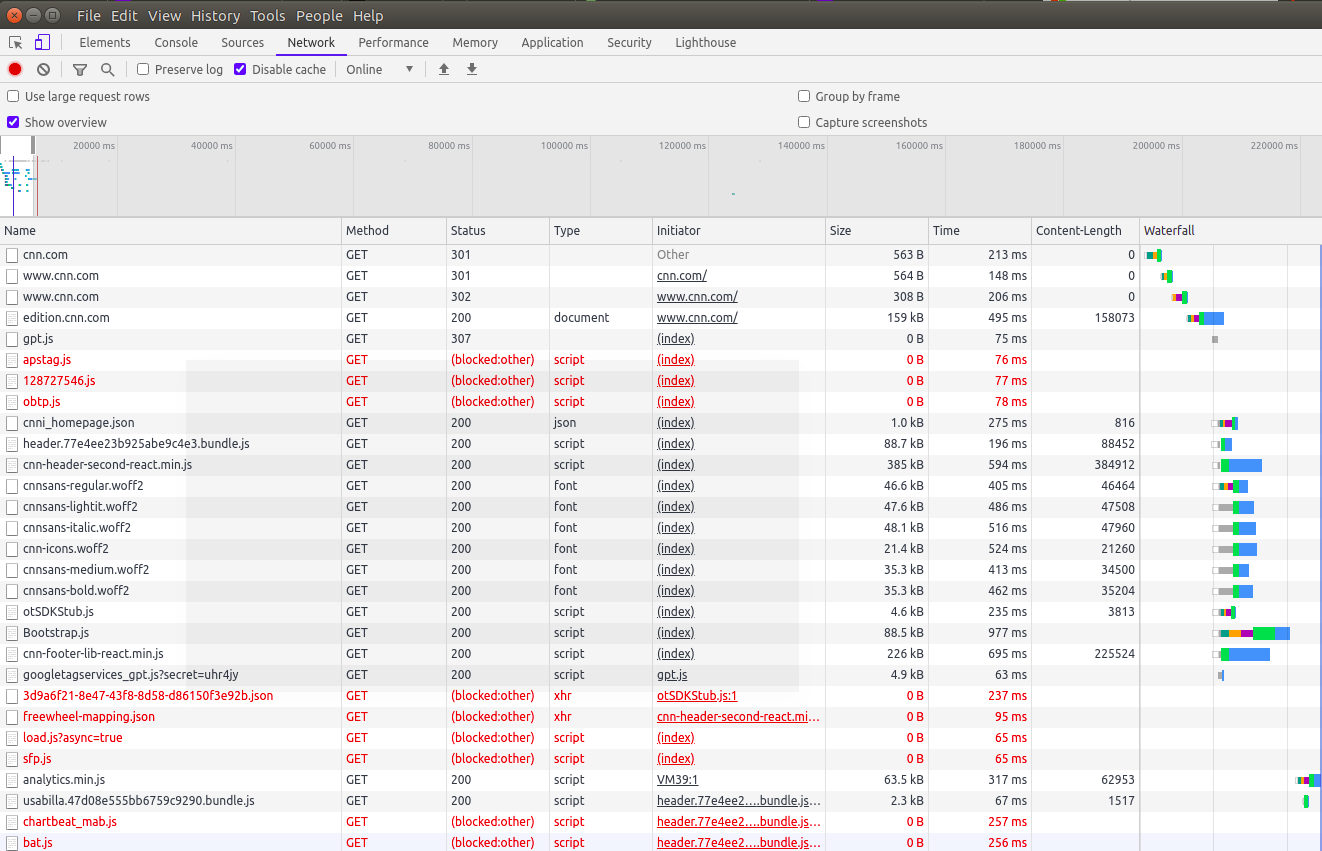 File Edit View History Tools People Help
Elements Console Sources Network Performance Memory Application Security Lighthouse
Preserve log Disable cache Online
Use large request rows Group by frame
Show overview Capture screenshots
20000 ms 40000 ms 60000 ms 80000 ms 100000 ms 120000 ms 140000 ms 160000 ms 180000 ms 200000 ms 220000 ms
Name Method Status Type Initiator Size Time Content-Length Waterfall
cnn.com GET 301 Other 563 B 213 ms 0
www.cnn.com GET 301 cnn.com/ 564 B 148 ms 0
www.cnn.com GET 302 www.cnn.com/ 308 B 206 ms 0
edition.cnn.com GET 200 document www.cnn.com/ 159 kB 495 ms 158073
gpt.js GET 307 (index) 0 B 75 ms
apstag.js GET (blocked:other) script (index) 0 B 76 ms
128727546.js GET (blocked:other) script (index) 0 B 77 ms
obtp.js GET (blocked:other) script (index) 0 B 78 ms
cnni_homepage.json GET 200 json (index) 1.0 kB 275 ms 816
header.77e4ee23b925abe9c4e3.bundle.js GET 200 script (index) 88.7 kB 196 ms 88452
cnn-header-second-react.min.js GET 200 script (index) 385 kB 594 ms 384912
cnnsans-regular.woff2 GET 200 font (index) 46.6 kB 405 ms 46464
cnnsans-lightit.woff2 GET 200 font (index) 47.6 kB 486 ms 47508
cnnsans-italic.woff2 GET 200 font (index) 48.1 kB 516 ms 47960
cnn-icons.woff2 GET 200 font (index) 21.4 kB 524 ms 21260
cnnsans-medium.woff2 GET 200 font (index) 35.3 kB 413 ms 34500
cnnsans-bold.woff2 GET 200 font (index) 35.3 kB 462 ms 35204
otSDKStub.js GET 200 script (index) 4.6 kB 235 ms 3813
Bootstrap.js GET 200 script (index) 88.5 kB 977 ms
cnn-footer-lib-react.min.js GET 200 script (index) 226 kB 695 ms 225524
googletagservices_gpt.js?secret=uhr4jy GET 200 script gpt.js 4.9 kB 63 ms
3d9a6f21-8e47-43f8-8d58-d86150f3e92b.json GET (blocked:other) xhr otSDKStub.js:1 0 B 237 ms
freewheel-mapping.json GET (blocked:other) xhr cnn-header-second-react.mi… 0 B 95 ms
load.js?async=true GET (blocked:other) script (index) 0 B 65 ms
sfp.js GET (blocked:other) script (index) 0 B 65 ms
analytics.min.js GET 200 script VM39:1 63.5 kB 317 ms 62953
usabilla.47d08e555bb6759c9290.bundle.js GET 200 script header.77e4ee2….bundle.js… 2.3 kB 67 ms 1517
chartbeat_mab.js GET (blocked:other) script header.77e4ee2….bundle.js… 0 B 257 ms
bat.js GET (blocked:other) script header.77e4ee2….bundle.js… 0 B 256 ms